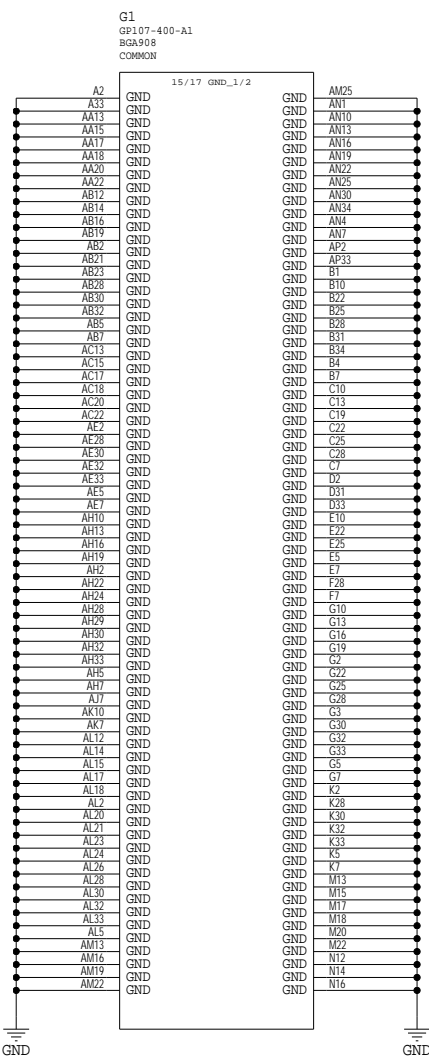 G1
GP107-400-A1
BGA908
COMMON
15/17 GND_1/2
A2 GND GND AM25
A33 GND GND AN1
AA13 GND GND AN10
AA15 GND GND AN13
AA17 GND GND AN16
AA18 GND GND AN19
AA20 GND GND AN22
AA22 GND GND AN25
AB12 GND GND AN30
AB14 GND GND AN34
AB16 GND GND AN4
AB19 GND GND AN7
AB2 GND GND AP2
AB21 GND GND AP33
AB23 GND GND B1
AB28 GND GND B10
AB30 GND GND B22
AB32 GND GND B25
AB5 GND GND B28
AB7 GND GND B31
AC13 GND GND B34
AC15 GND GND B4
AC17 GND GND B7
AC18 GND GND C10
AC20 GND GND C13
AC22 GND GND C19
AE2 GND GND C22
AE28 GND GND C25
AE30 GND GND C28
AE32 GND GND C7
AE33 GND GND D2
AE5 GND GND D31
AE7 GND GND D33
AH10 GND GND E10
AH13 GND GND E22
AH16 GND GND E25
AH19 GND GND E5
AH2 GND GND E7
AH22 GND GND F28
AH24 GND GND F7
AH28 GND GND G10
AH29 GND GND G13
AH30 GND GND G16
AH32 GND GND G19
AH33 GND GND G2
AH5 GND GND G22
AH7 GND GND G25
AJ7 GND GND G28
AK10 GND GND G3
AK7 GND GND G30
AL12 GND GND G32
AL14 GND GND G33
AL15 GND GND G5
AL17 GND GND G7
AL18 GND GND K2
AL2 GND GND K28
AL20 GND GND K30
AL21 GND GND K32
AL23 GND GND K33
AL24 GND GND K5
AL26 GND GND K7
AL28 GND GND M13
AL30 GND GND M15
AL32 GND GND M17
AL33 GND GND M18
AL5 GND GND M20
AM13 GND GND M22
AM16 GND GND N12
AM19 GND GND N14
AM22 GND GND N16
GND GND